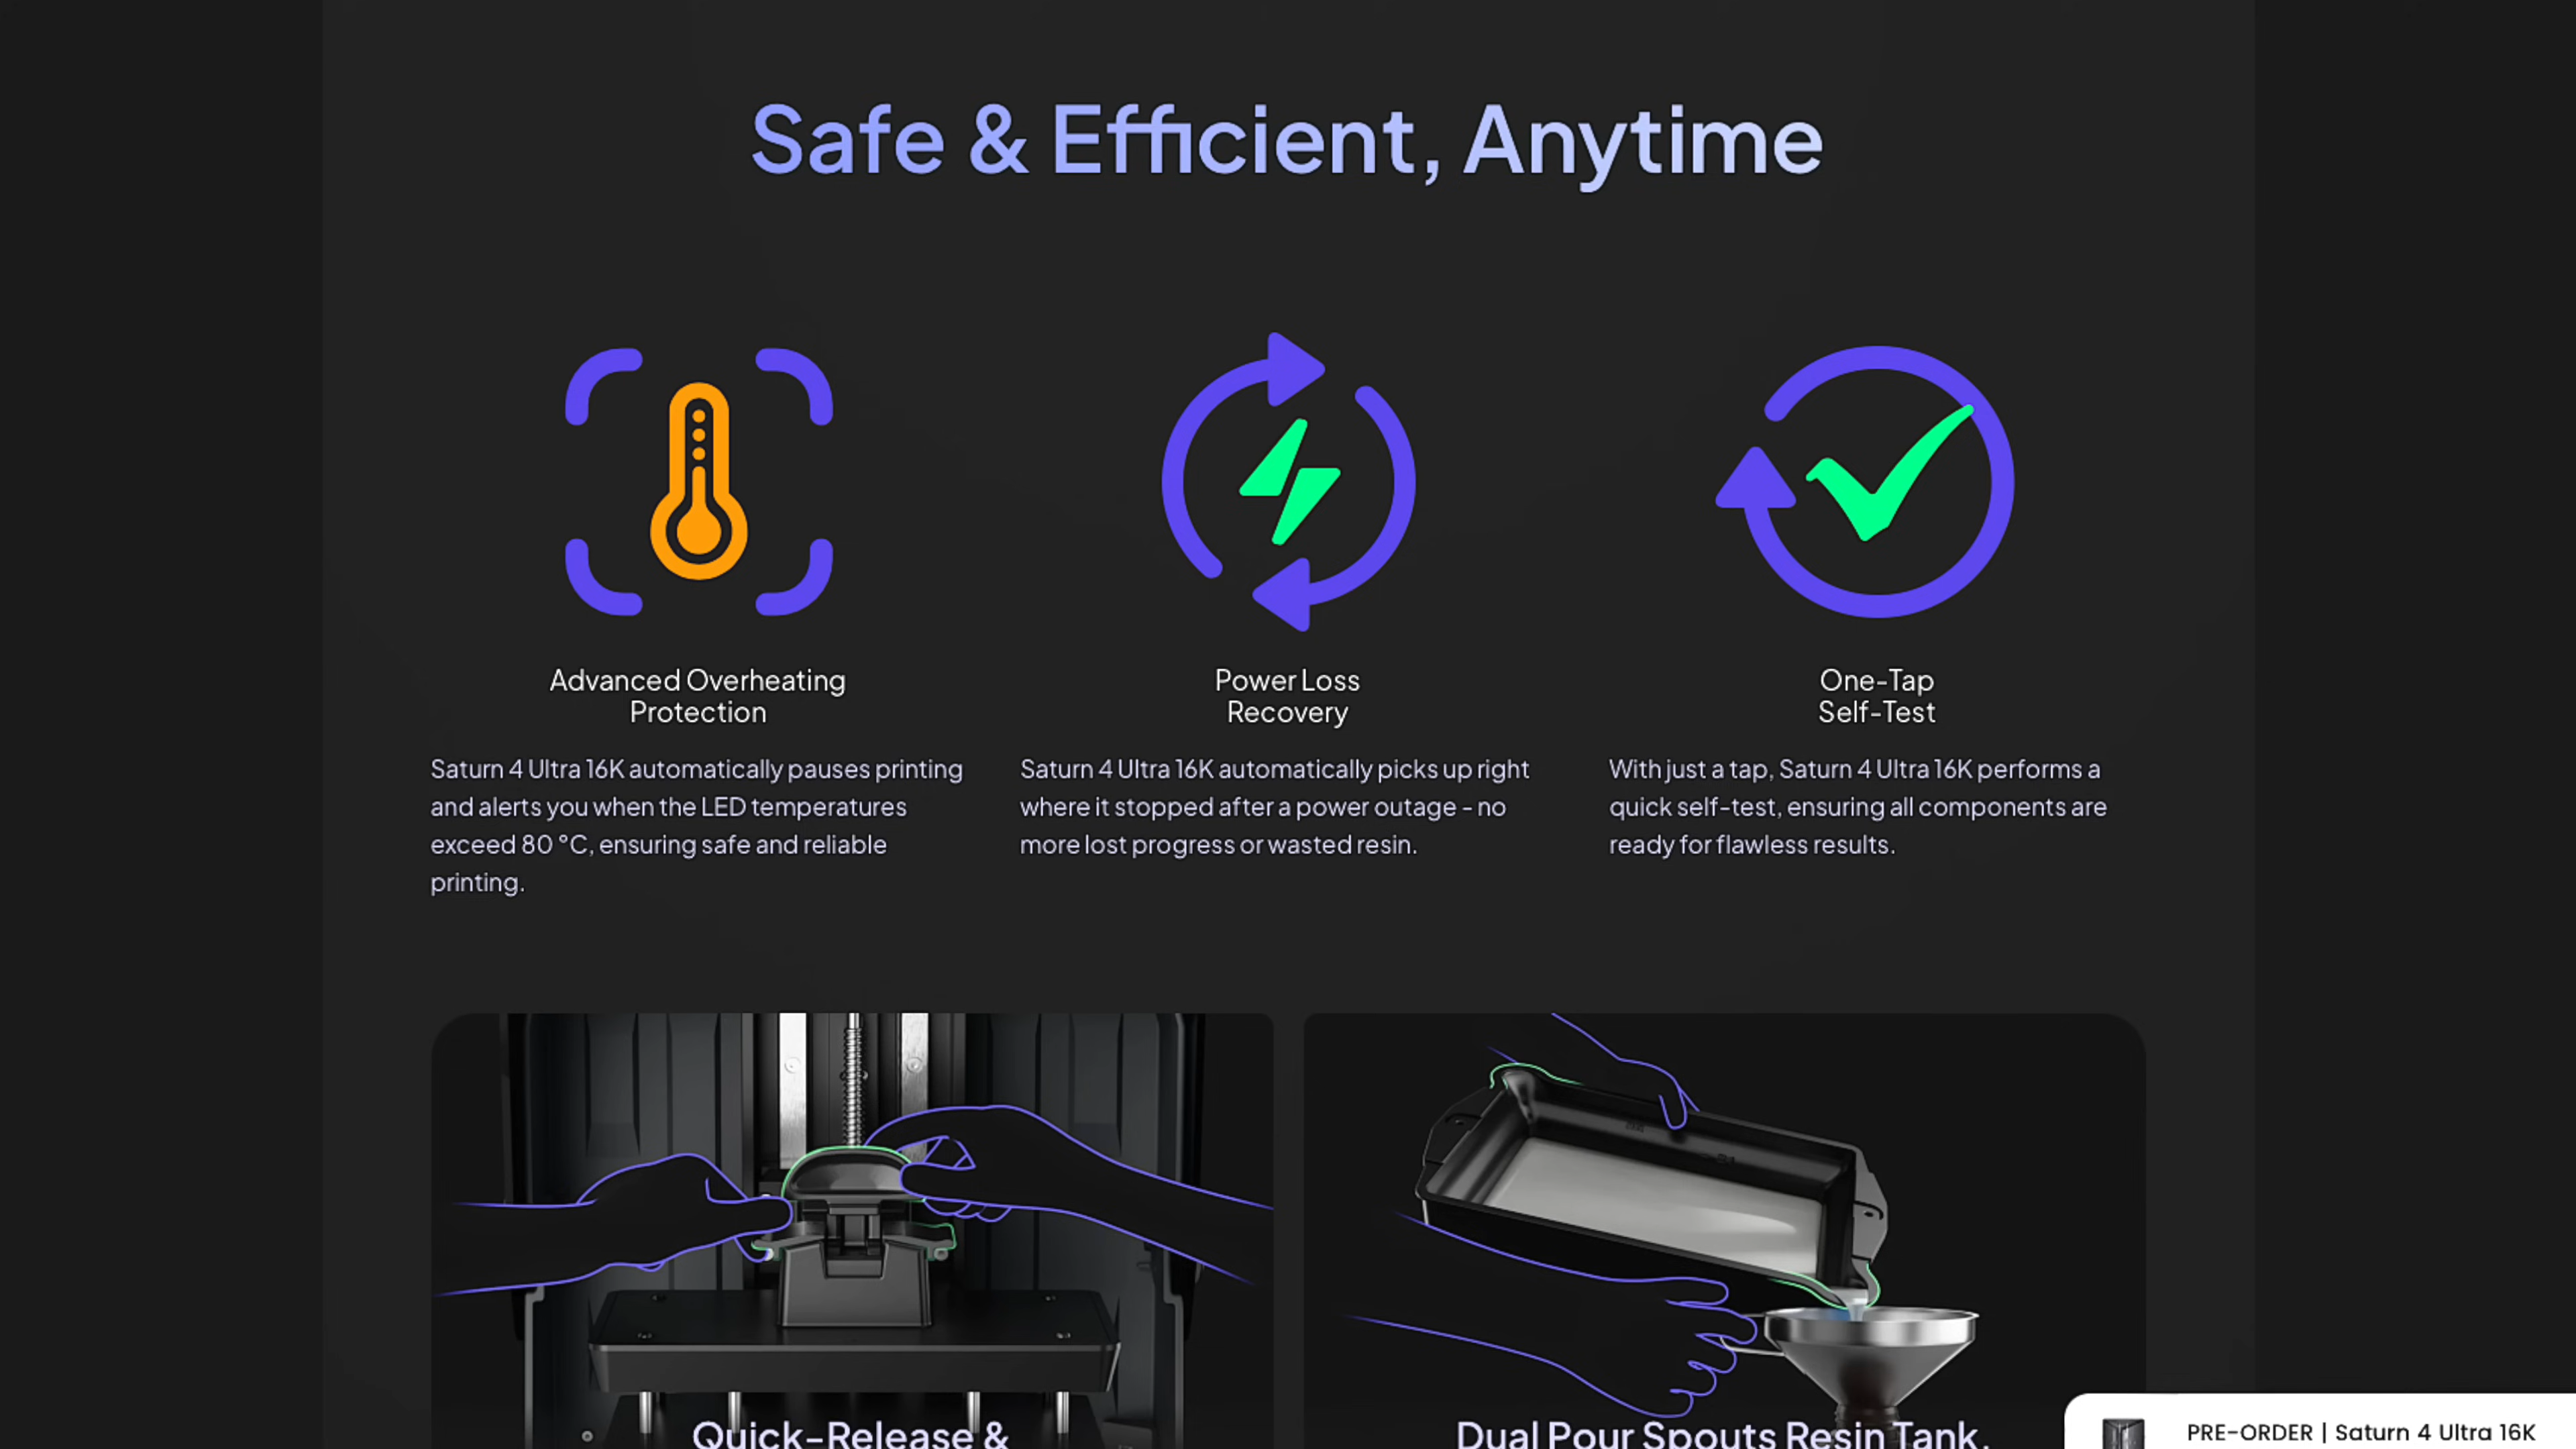 Safe & Efficient, Anytime
Advanced Overheating
Protection
Saturn 4 Ultra 16K automatically pauses printing
and alerts you when the LED temperatures
exceed 80 °C, ensuring safe and reliable
printing.
Power Loss
Recovery
Saturn 4 Ultra 16K automatically picks up right
where it stopped after a power outage - no
more lost progress or wasted resin.
One-Tap
Self-Test
With just a tap, Saturn 4 Ultra 16K performs a
quick self-test, ensuring all components are
ready for flawless results.
Quick-Release &
Dual Pour Spouts Resin Tank,
PRE-ORDER | Saturn 4 Ultra 16K